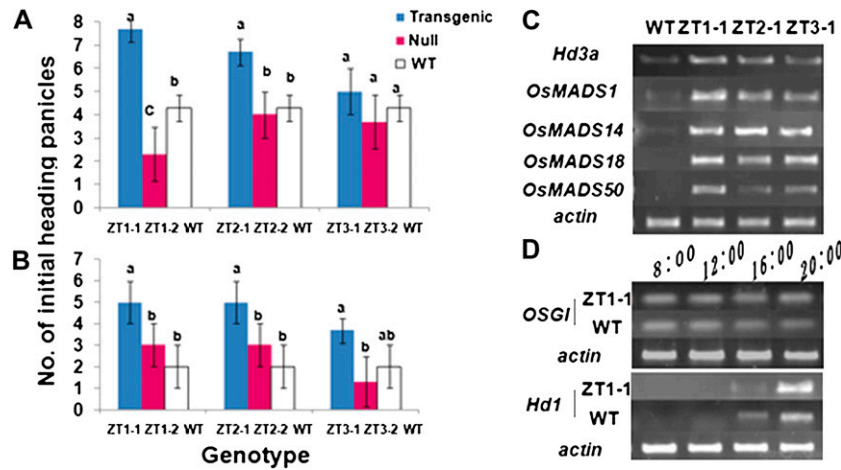 A
8
7
6
5
4
3
2
1
0
a
c
b
a
b
b
a
a
a
Transgenic
Null
WT
ZT1-1 ZT1-2 WT ZT2-1 ZT2-2 WT ZT3-1 ZT3-2 WT
B
7
6
5
4
3
2
1
0
a
b
b
a
b
b
a
b
ab
ZT1-1 ZT1-2 WT ZT2-1 ZT2-2 WT ZT3-1 ZT3-2 WT
No. of initial heading panicles
Genotype
C
WT ZT1-1 ZT2-1 ZT3-1
Hd3a
OsMADS1
OsMADS14
OsMADS18
OsMADS50
actin
D
8:00 12:00 16:00 20:00
OSGI
ZT1-1
WT
actin
Hd1
ZT1-1
WT
actin